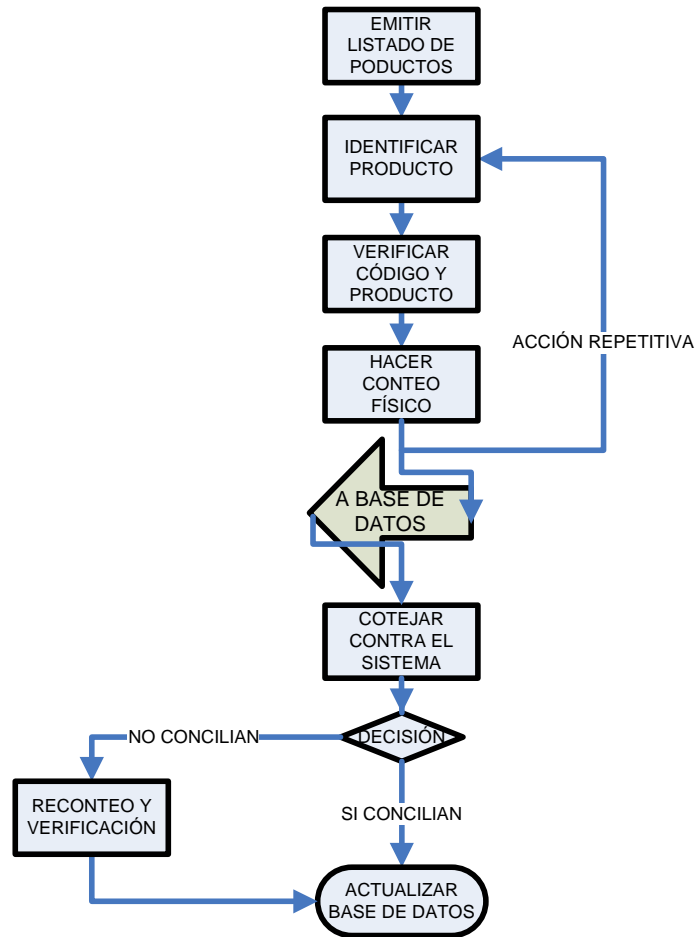 EMITIR
LISTADO DE
PODUCTOS
IDENTIFICAR
PRODUCTO
VERIFICAR
CÓDIGO Y
PRODUCTO
ACCIÓN REPETITIVA
HACER
CONTEO
FÍSICO
A BASE DE
DATOS
COTEJAR
CONTRA EL
SISTEMA
DECISIÓN
NO CONCILIAN
RECONTEO Y
VERIFICACIÓN
SI CONCILIAN
ACTUALIZAR
BASE DE DATOS